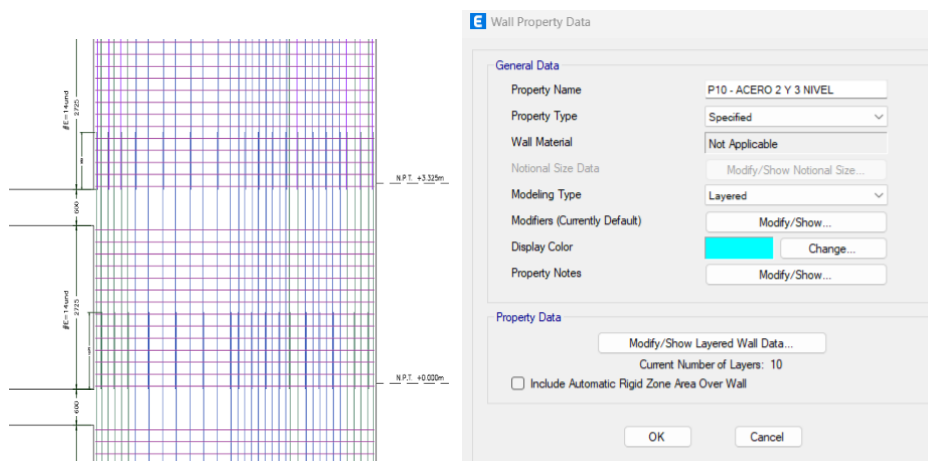 #E=14und
2725
N.P.T. +3.325m
600
#E=14und
2725
N.P.T. +0.000m
600
E Wall Property Data
General Data
Property Name P10 - ACERO 2 Y 3 NIVEL
Property Type Specified
Wall Material Not Applicable
Notional Size Data Modify/Show Notional Size...
Modeling Type Layered
Modifiers (Currently Default) Modify/Show...
Display Color Change...
Property Notes Modify/Show...
Property Data
Modify/Show Layered Wall Data...
Current Number of Layers: 10
Include Automatic Rigid Zone Area Over Wall
OK Cancel